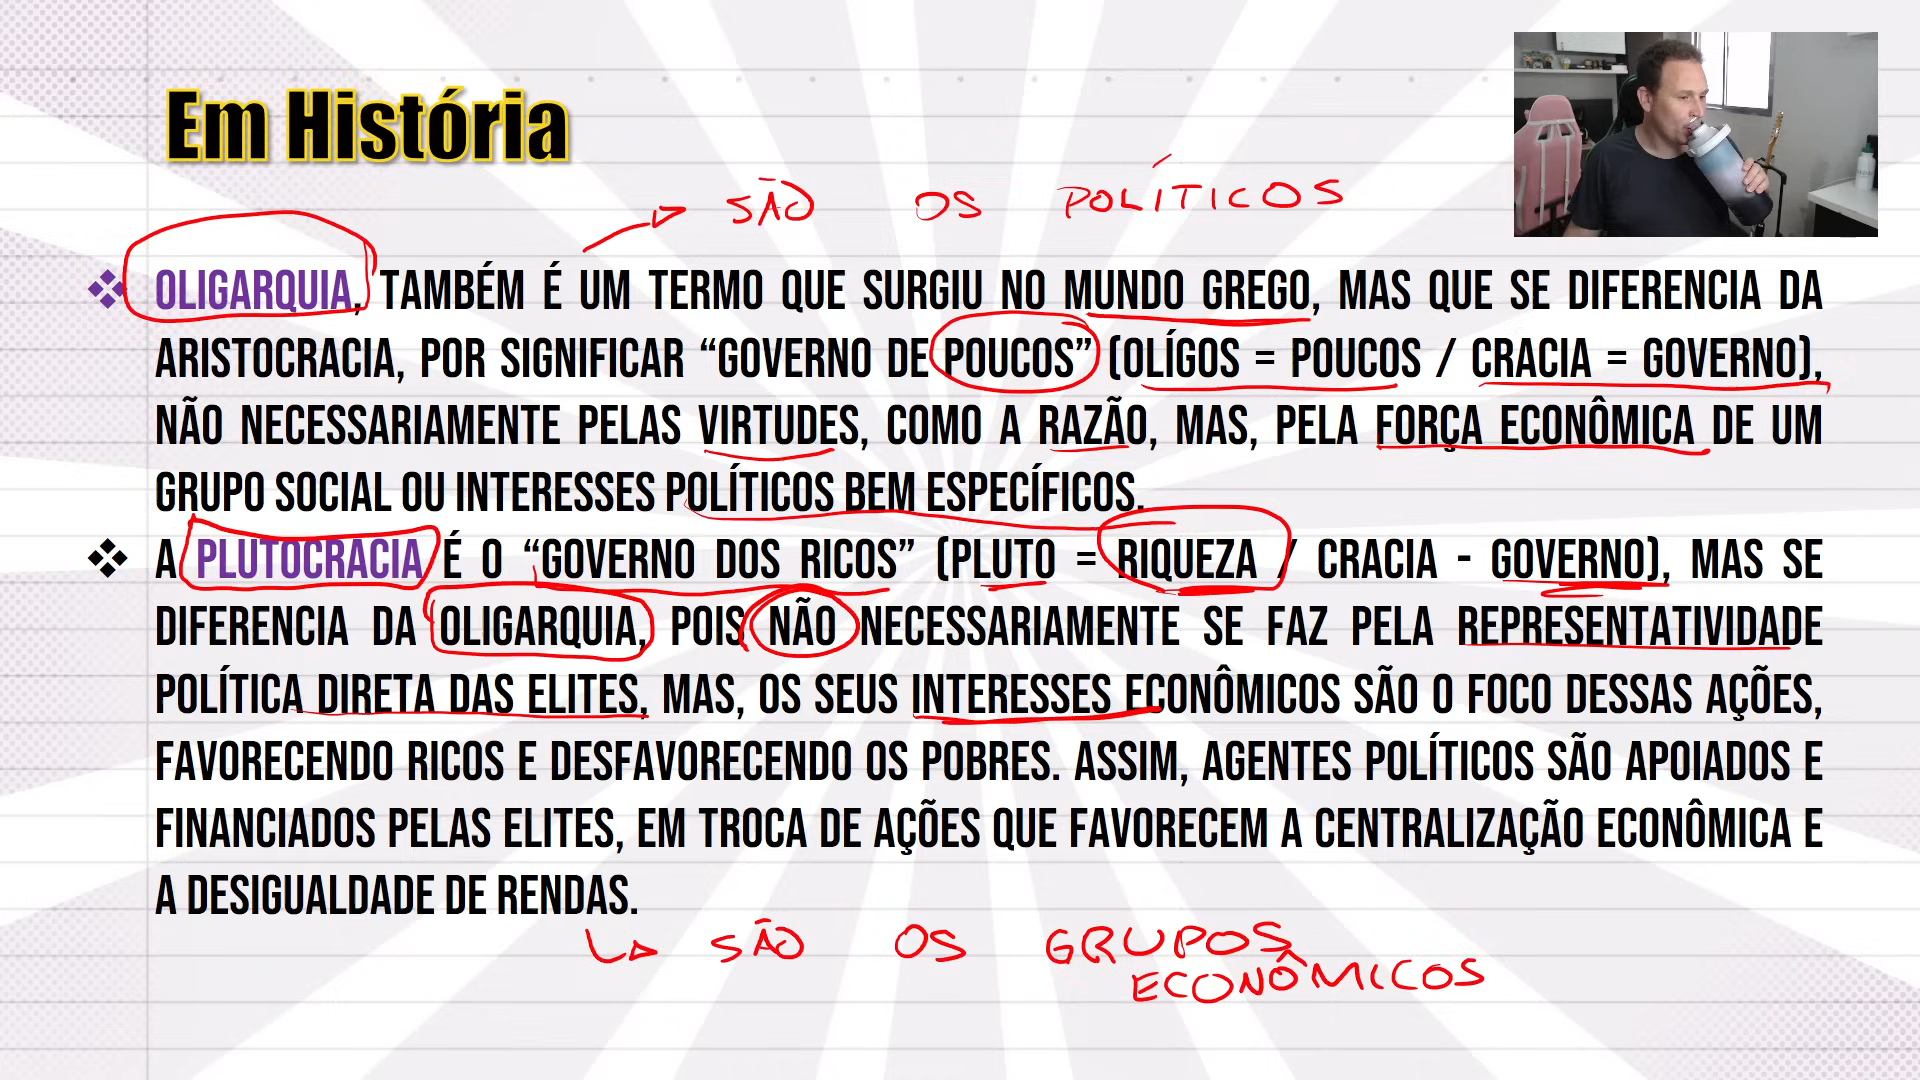 Em História
SÃO OS POLÍTICOS
OLIGARQUIA, TAMBÉM É UM TERMO QUE SURGIU NO MUNDO GREGO, MAS QUE SE DIFERENCIA DA
ARISTOCRACIA, POR SIGNIFICAR “GOVERNO DE POUCOS” (OLÍGOS = POUCOS / CRACIA = GOVERNO),
NÃO NECESSARIAMENTE PELAS VIRTUDES, COMO A RAZÃO, MAS, PELA FORÇA ECONÔMICA DE UM
GRUPO SOCIAL OU INTERESSES POLÍTICOS BEM ESPECÍFICOS.
A PLUTOCRACIA É O “GOVERNO DOS RICOS” (PLUTO = RIQUEZA / CRACIA - GOVERNO), MAS SE
DIFERENCIA DA OLIGARQUIA, POIS NÃO NECESSARIAMENTE SE FAZ PELA REPRESENTATIVIDADE
POLÍTICA DIRETA DAS ELITES, MAS, OS SEUS INTERESSES ECONÔMICOS SÃO O FOCO DESSAS AÇÕES,
FAVORECENDO RICOS E DESFAVORECENDO OS POBRES. ASSIM, AGENTES POLÍTICOS SÃO APOIADOS E
FINANCIADOS PELAS ELITES, EM TROCA DE AÇÕES QUE FAVORECEM A CENTRALIZAÇÃO ECONÔMICA E
A DESIGUALDADE DE RENDAS.
SÃO OS GRUPOS
ECONÔMICOS